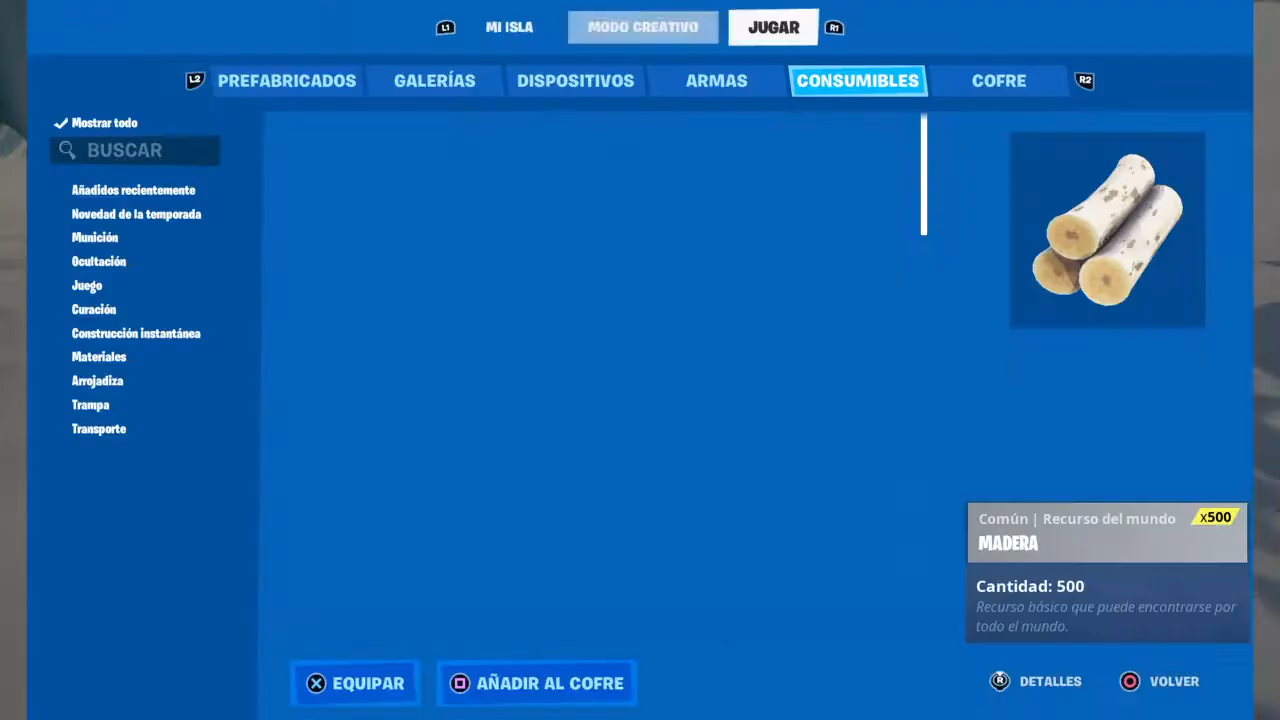 L1 MI ISLA MODO CREATIVO JUGAR R1
L2 PREFABRICADOS GALERÍAS DISPOSITIVOS ARMAS CONSUMIBLES COFRE R2
Mostrar todo
BUSCAR
Añadidos recientemente
Novedad de la temporada
Munición
Ocultación
Juego
Curación
Construcción instantánea
Materiales
Arrojadiza
Trampa
Transporte
Común | Recurso del mundo x500
MADERA
Cantidad: 500
Recurso básico que puede encontrarse por
todo el mundo.
EQUIPAR AÑADIR AL COFRE R DETALLES VOLVER